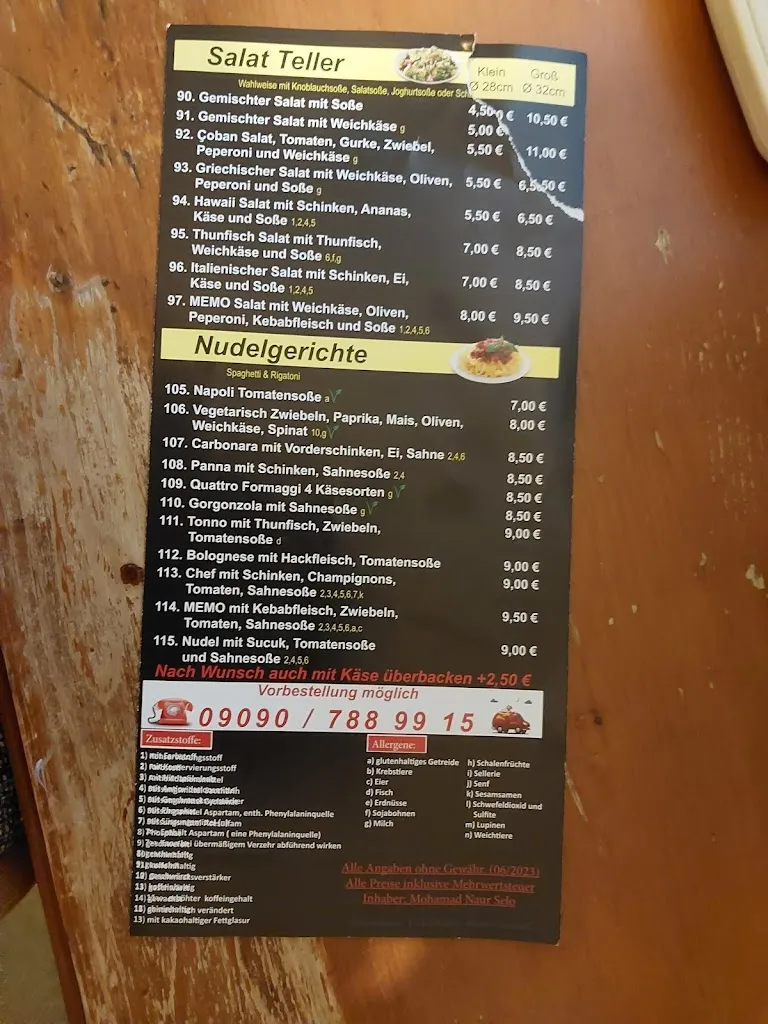 Salat Teller
Klein Groß
Ø 28cm Ø 32cm
Wahlweise mit Knoblauchsoße, Salatsoße, Joghurtsoße oder
90. Gemischter Salat mit Soße 4,50 € 10,50 €
91. Gemischter Salat mit Weichkäse g 5,00 €
92. Çoban Salat, Tomaten, Gurke, Zwiebel, 5,50 € 11,00 €
Peperoni und Weichkäse g
93. Griechischer Salat mit Weichkäse, Oliven, 5,50 €
Peperoni und Soße g
94. Hawaii Salat mit Schinken, Ananas, 5,50 € 6,50 €
Käse und Soße 1,2,4,5
95. Thunfisch Salat mit Thunfisch, 7,00 € 8,50 €
Weichkäse und Soße 6,f,g
96. Italienischer Salat mit Schinken, Ei, 7,00 € 8,50 €
Käse und Soße 1,2,4,5
97. MEMO Salat mit Weichkäse, Oliven, 8,00 € 9,50 €
Peperoni, Kebabfleisch und Soße 1,2,4,5,6
Nudelgerichte
Spaghetti & Rigatoni
105. Napoli Tomatensoße a 7,00 €
106. Vegetarisch Zwiebeln, Paprika, Mais, Oliven, 8,00 €
Weichkäse, Spinat 10,g
107. Carbonara mit Vorderschinken, Ei, Sahne 2,4,6 8,50 €
108. Panna mit Schinken, Sahnesoße 2,4 8,50 €
109. Quattro Formaggi 4 Käsesorten g 8,50 €
110. Gorgonzola mit Sahnesoße g 8,50 €
111. Tonno mit Thunfisch, Zwiebeln, 9,00 €
Tomatensoße d
112. Bolognese mit Hackfleisch, Tomatensoße 9,00 €
113. Chef mit Schinken, Champignons, 9,00 €
Tomaten, Sahnesoße 2,3,4,5,6,7,k
114. MEMO mit Kebabfleisch, Zwiebeln, 9,50 €
Tomaten, Sahnesoße 2,3,4,5,6,a,c
115. Nudel mit Sucuk, Tomatensoße 9,00 €
und Sahnesoße 2,4,5,6
Nach Wunsch auch mit Käse überbacken +2,50 €
Vorbestellung möglich
09090 / 788 99 15
Zusatzstoffe:
13) mit kakaohaltiger Fettglasur
Allergene:
a) glutenhaltiges Getreide
b) Krebstiere
c) Eier
d) Fisch
e) Erdnüsse
f) Sojabohnen
g) Milch
h) Schalenfrüchte
i) Sellerie
j) Senf
k) Sesamsamen
l) Schwefeldioxid und
Sulfite
m) Lupinen
n) Weichtiere
Alle Angaben ohne Gewähr. (06/2023)
Alle Preise inklusive Mehrwertsteuer
Inhaber: Mohamad Naur Selo